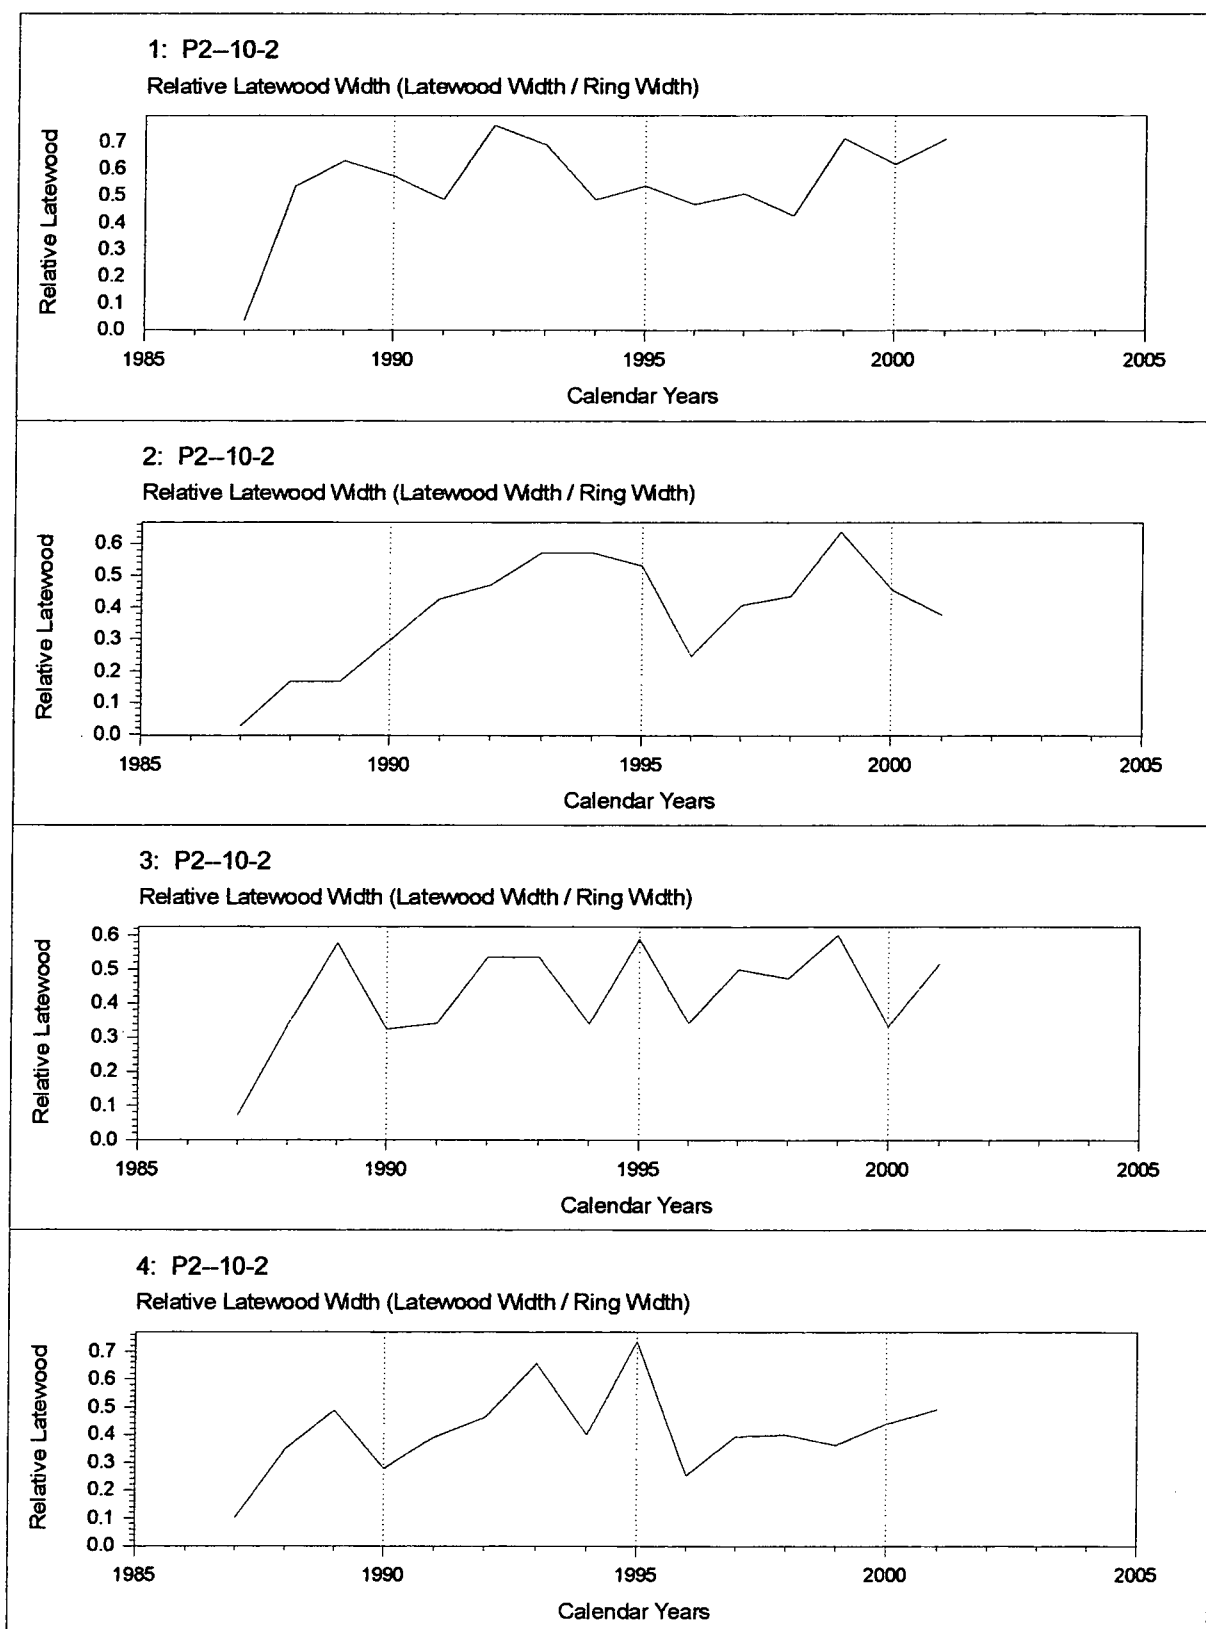 1: P2--10-2
Relative Latewood Width (Latewood Width / Ring Width)
Relative Latewood
0.7
0.6
0.5
0.4
0.3
0.2
0.1
0.0
1985 1990 1995 2000 2005
Calendar Years
2: P2--10-2
Relative Latewood Width (Latewood Width / Ring Width)
Relative Latewood
0.6
0.5
0.4
0.3
0.2
0.1
0.0
1985 1990 1995 2000 2005
Calendar Years
3: P2--10-2
Relative Latewood Width (Latewood Width / Ring Width)
Relative Latewood
0.6
0.5
0.4
0.3
0.2
0.1
0.0
1985 1990 1995 2000 2005
Calendar Years
4: P2--10-2
Relative Latewood Width (Latewood Width / Ring Width)
Relative Latewood
0.7
0.6
0.5
0.4
0.3
0.2
0.1
0.0
1985 1990 1995 2000 2005
Calendar Years